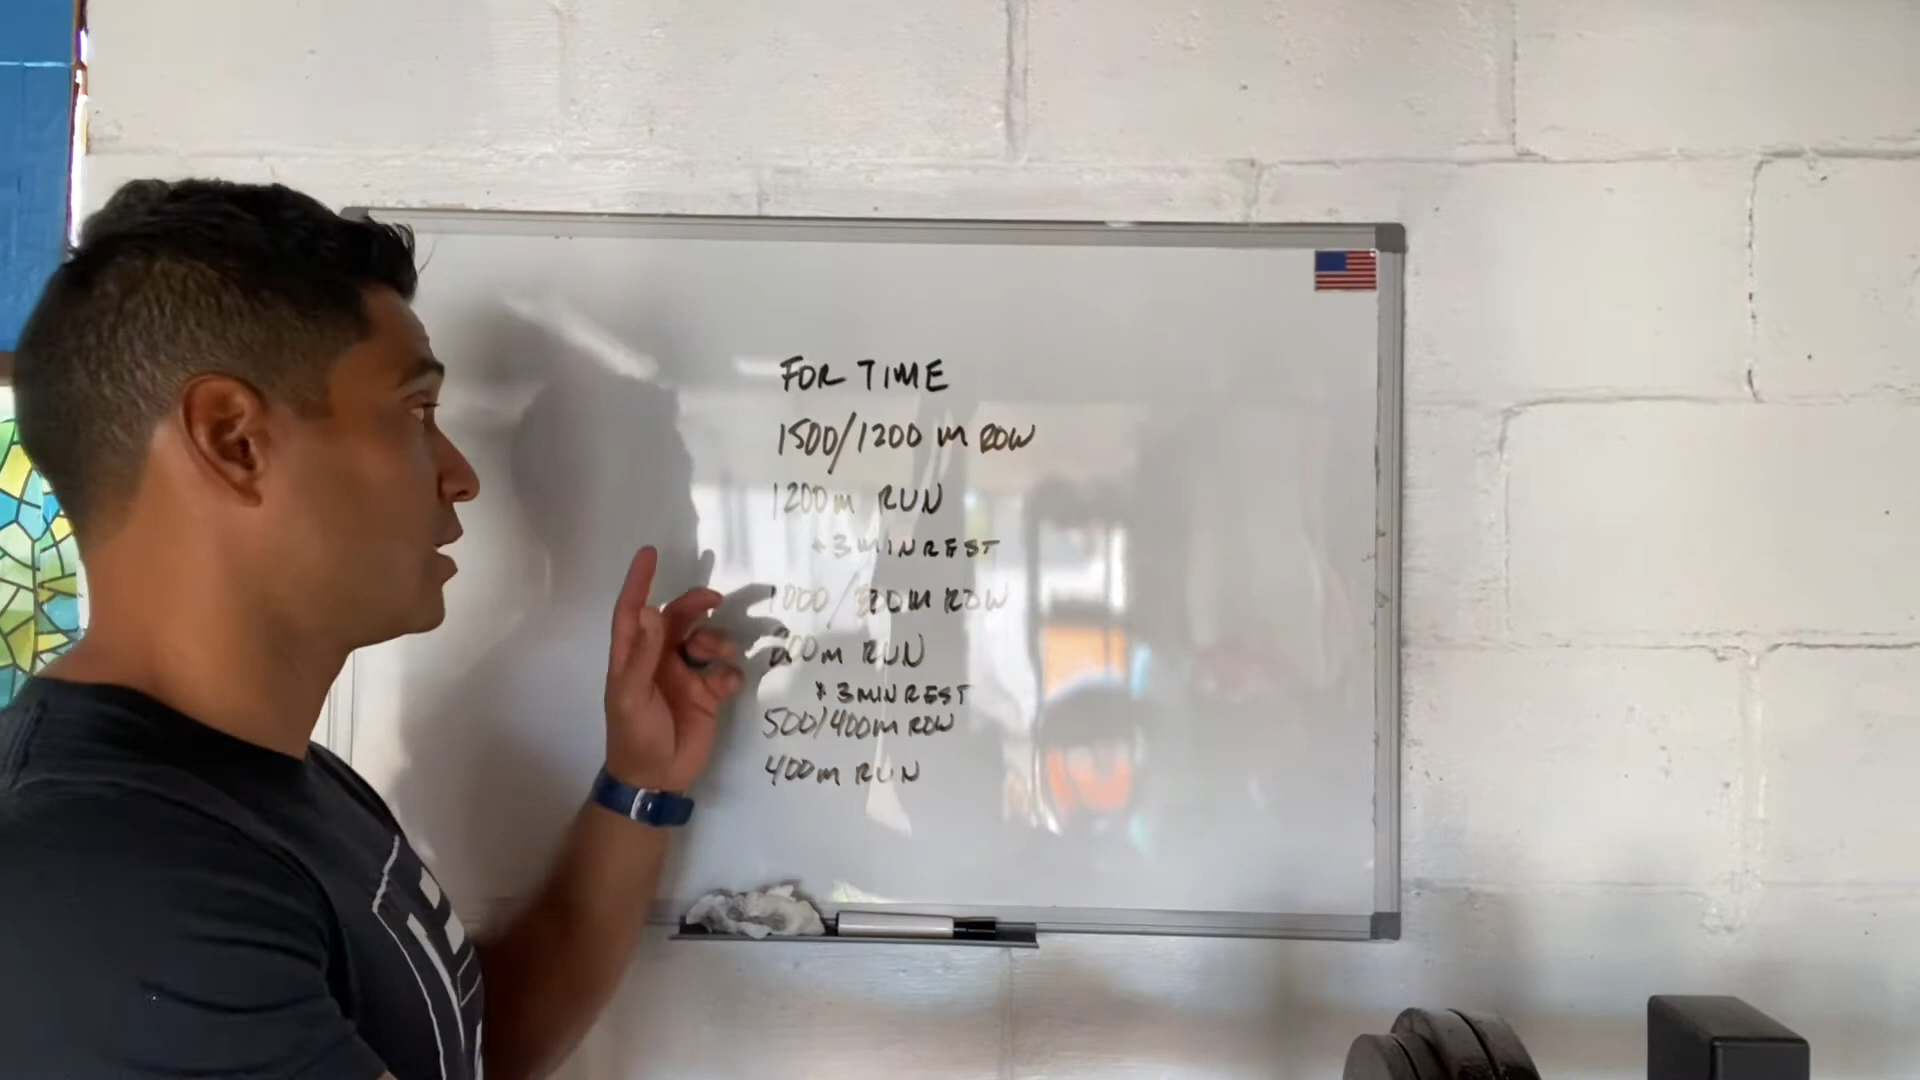 FOR TIME
1500/1200 M ROW
1200m RUN
* 3 MIN REST
1000/800M ROW
800m RUN
* 3 MIN REST
500/400m ROW
400m RUN